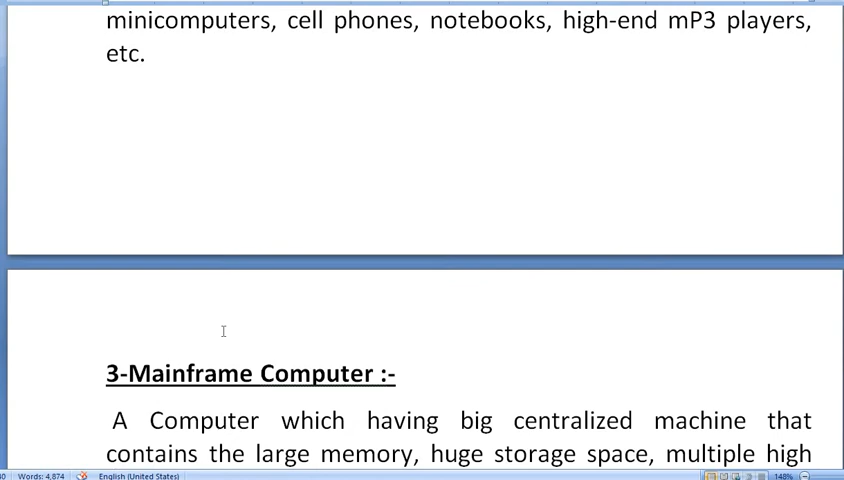 minicomputers, cell phones, notebooks, high-end mP3 players,
etc.
3-Mainframe Computer :-
A Computer which having big centralized machine that
contains the large memory, huge storage space, multiple high
Words: 4,874 English (United States) 148%